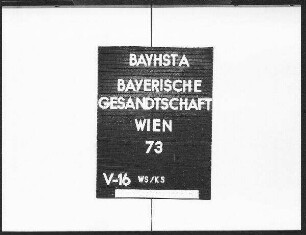 BAYHSTA
BAYERISCHE
GESANDTSCHAFT
WIEN
73
V-16 WS/KS